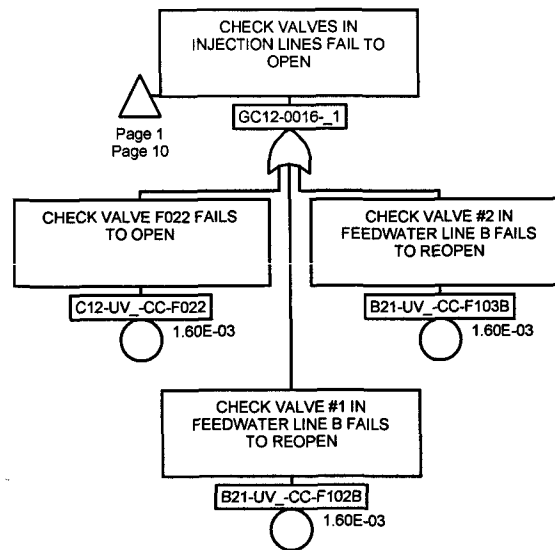 CHECK VALVES IN
INJECTION LINES FAIL TO
OPEN
Page 1
Page 10
GC12-0016-_1
CHECK VALVE F022 FAILS
TO OPEN
C12-UV_-CC-F022
1.60E-03
CHECK VALVE #2 IN
FEEDWATER LINE B FAILS
TO REOPEN
B21-UV_-CC-F103B
1.60E-03
CHECK VALVE #1 IN
FEEDWATER LINE B FAILS
TO REOPEN
B21-UV_-CC-F102B
1.60E-03